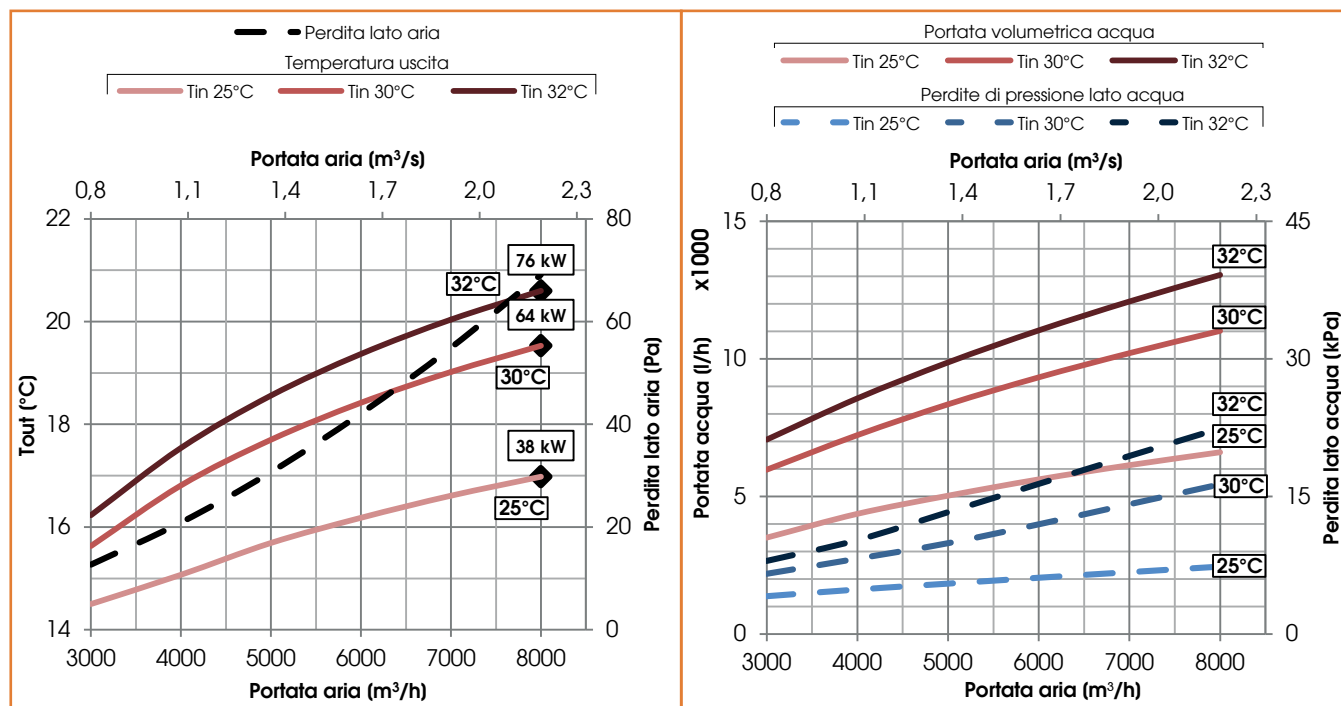 Perdita lato aria
Temperatura uscita
Tin 25°C Tin 30°C Tin 32°C
Portata aria (m³/s)
0,8 1,1 1,4 1,7 2,0 2,3
22 80
76 kW
32°C
20 60
64 kW
30°C
Tout (°C)
Perdita lato aria (Pa)
18 40
38 kW
25°C
16 20
14 0
3000 4000 5000 6000 7000 8000
Portata aria (m³/h)
Portata volumetrica acqua
Tin 25°C Tin 30°C Tin 32°C
Perdite di pressione lato acqua
Tin 25°C Tin 30°C Tin 32°C
Portata aria (m³/s)
0,8 1,1 1,4 1,7 2,0 2,3
15 45
x1000
32°C
30°C
10 30
Portata acqua (l/h)
Perdita lato acqua (kPa)
32°C
25°C
30°C
5 15
25°C
0 0
3000 4000 5000 6000 7000 8000
Portata aria (m³/h)